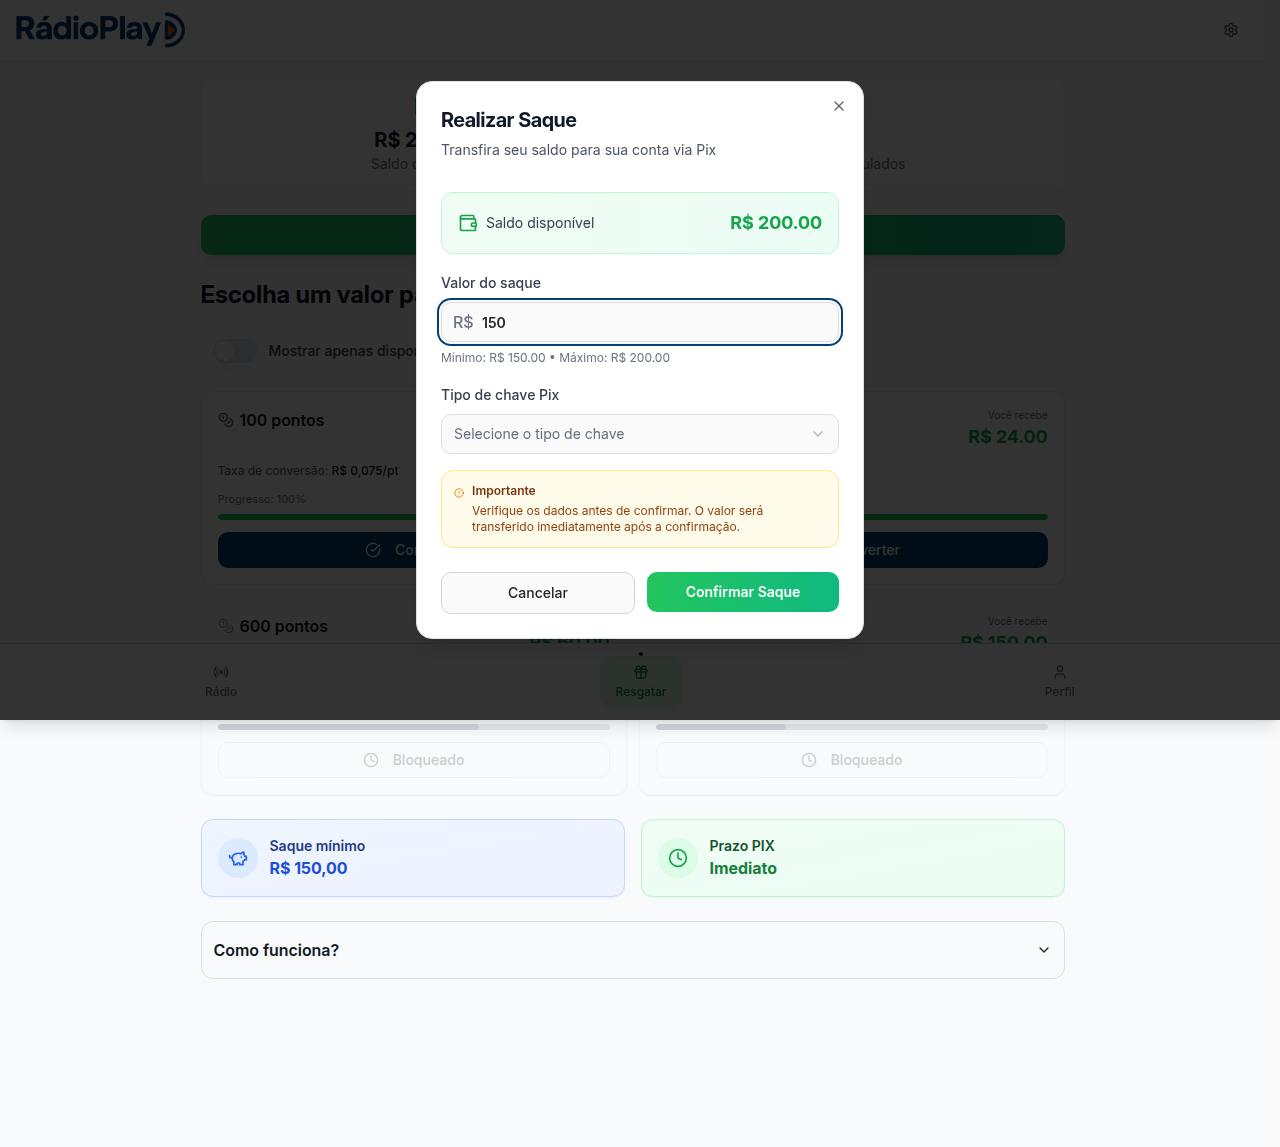 RádioPlay
Realizar Saque
Transfira seu saldo para sua conta via Pix
R$ 2
Saldo
Saldo disponível
R$ 200.00
Valor do saque
R$ 150
Mínimo: R$ 150.00 • Máximo: R$ 200.00
Tipo de chave Pix
Selecione o tipo de chave
Importante
Verifique os dados antes de confirmar. O valor será
transferido imediatamente após a confirmação.
Cancelar
Confirmar Saque
Escolha um valor
Mostrar apenas
100 pontos
Você recebe
R$ 24.00
Taxa de conversão: R$ 0,075/pt
Progresso: 100%
600 pontos
Você recebe
R$ 150.00
Rádio
Resgatar
Perfil
Bloqueado
Bloqueado
Saque mínimo
R$ 150,00
Prazo PIX
Imediato
Como funciona?